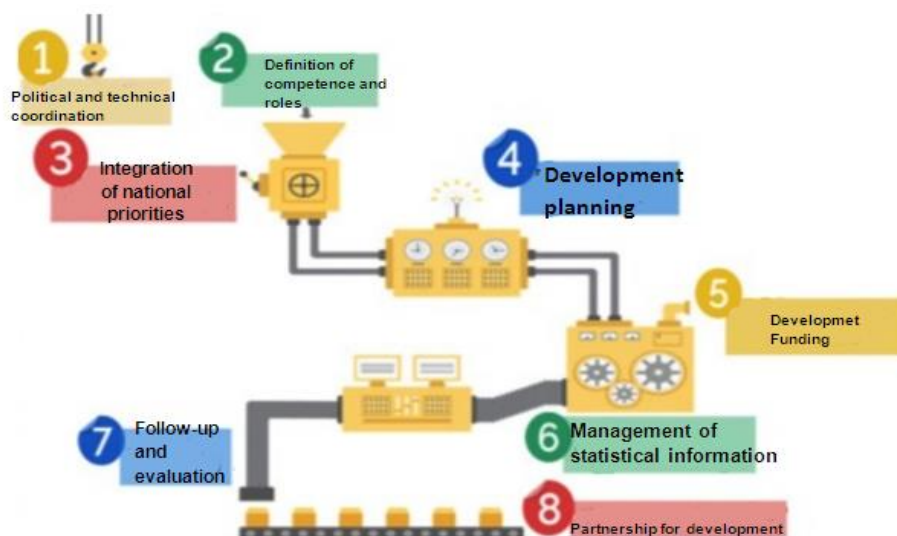 1
Political and technical
coordination
2
Definition of
competence and
roles
3
Integration
of national
priorities
4
Development
planning
5
Developmet
Funding
6
Management of
statistical information
7
Follow-up
and
evaluation
8
Partnership for development